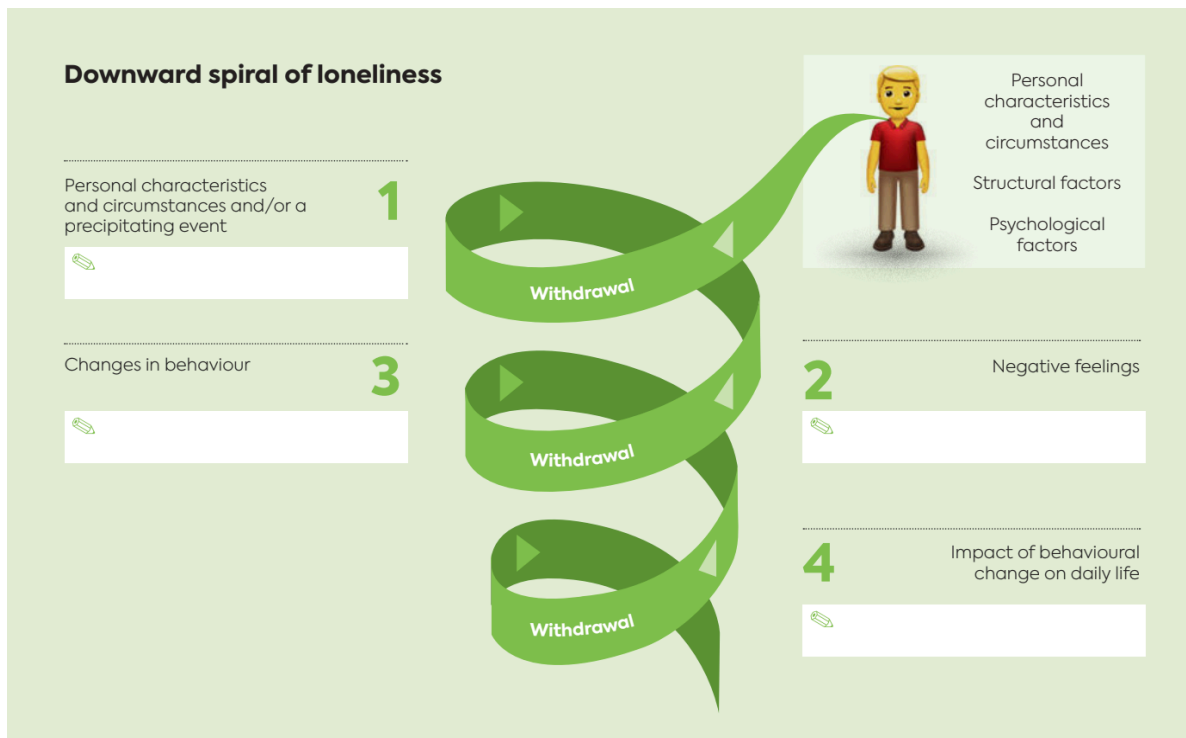 Downward spiral of loneliness
Personal
characteristics
and
circumstances
Structural factors
Psychological
factors
Personal characteristics
and circumstances and/or a
precipitating event
1
Withdrawal
Changes in behaviour
3
2
Negative feelings
Withdrawal
4
Impact of behavioural
change on daily life
Withdrawal